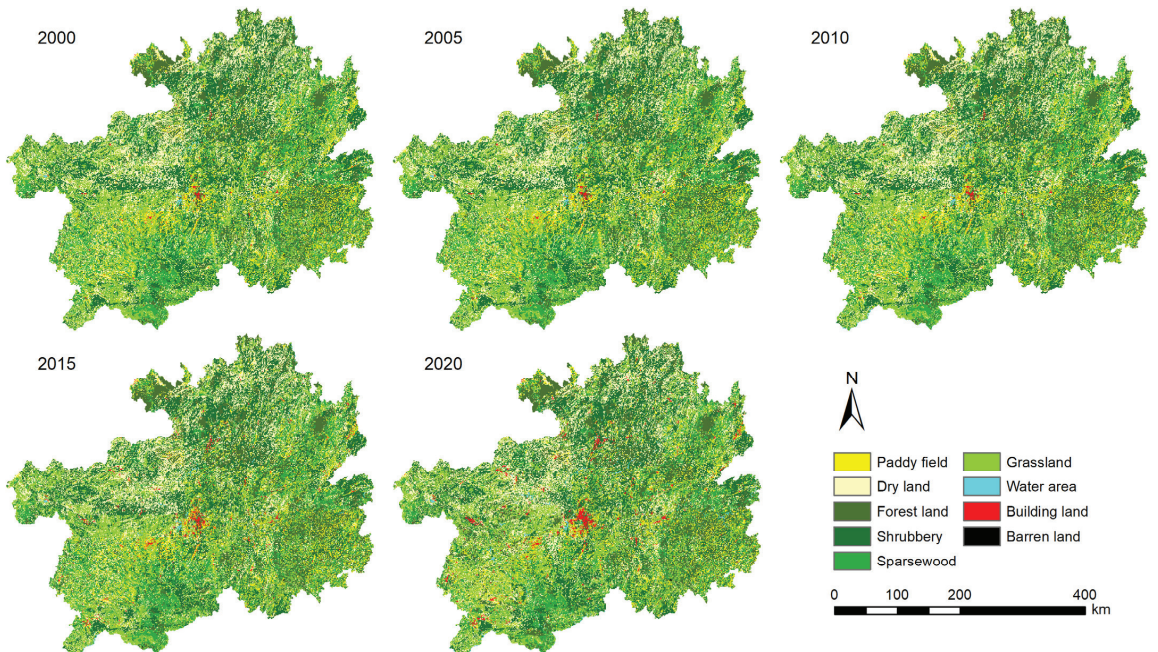 2000
2005
2010
2015
2020
N
Paddy field
Grassland
Dry land
Water area
Forest land
Building land
Shrubbery
Barren land
Sparsewood
0 100 200 400
km